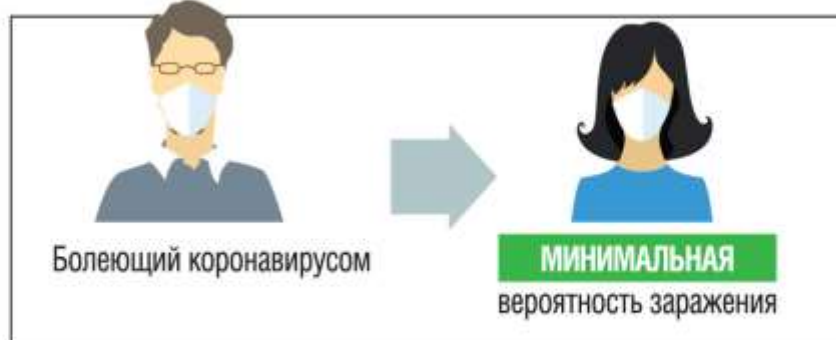 Болеющий коронавирусом
МИНИМАЛЬНАЯ
вероятность заражения